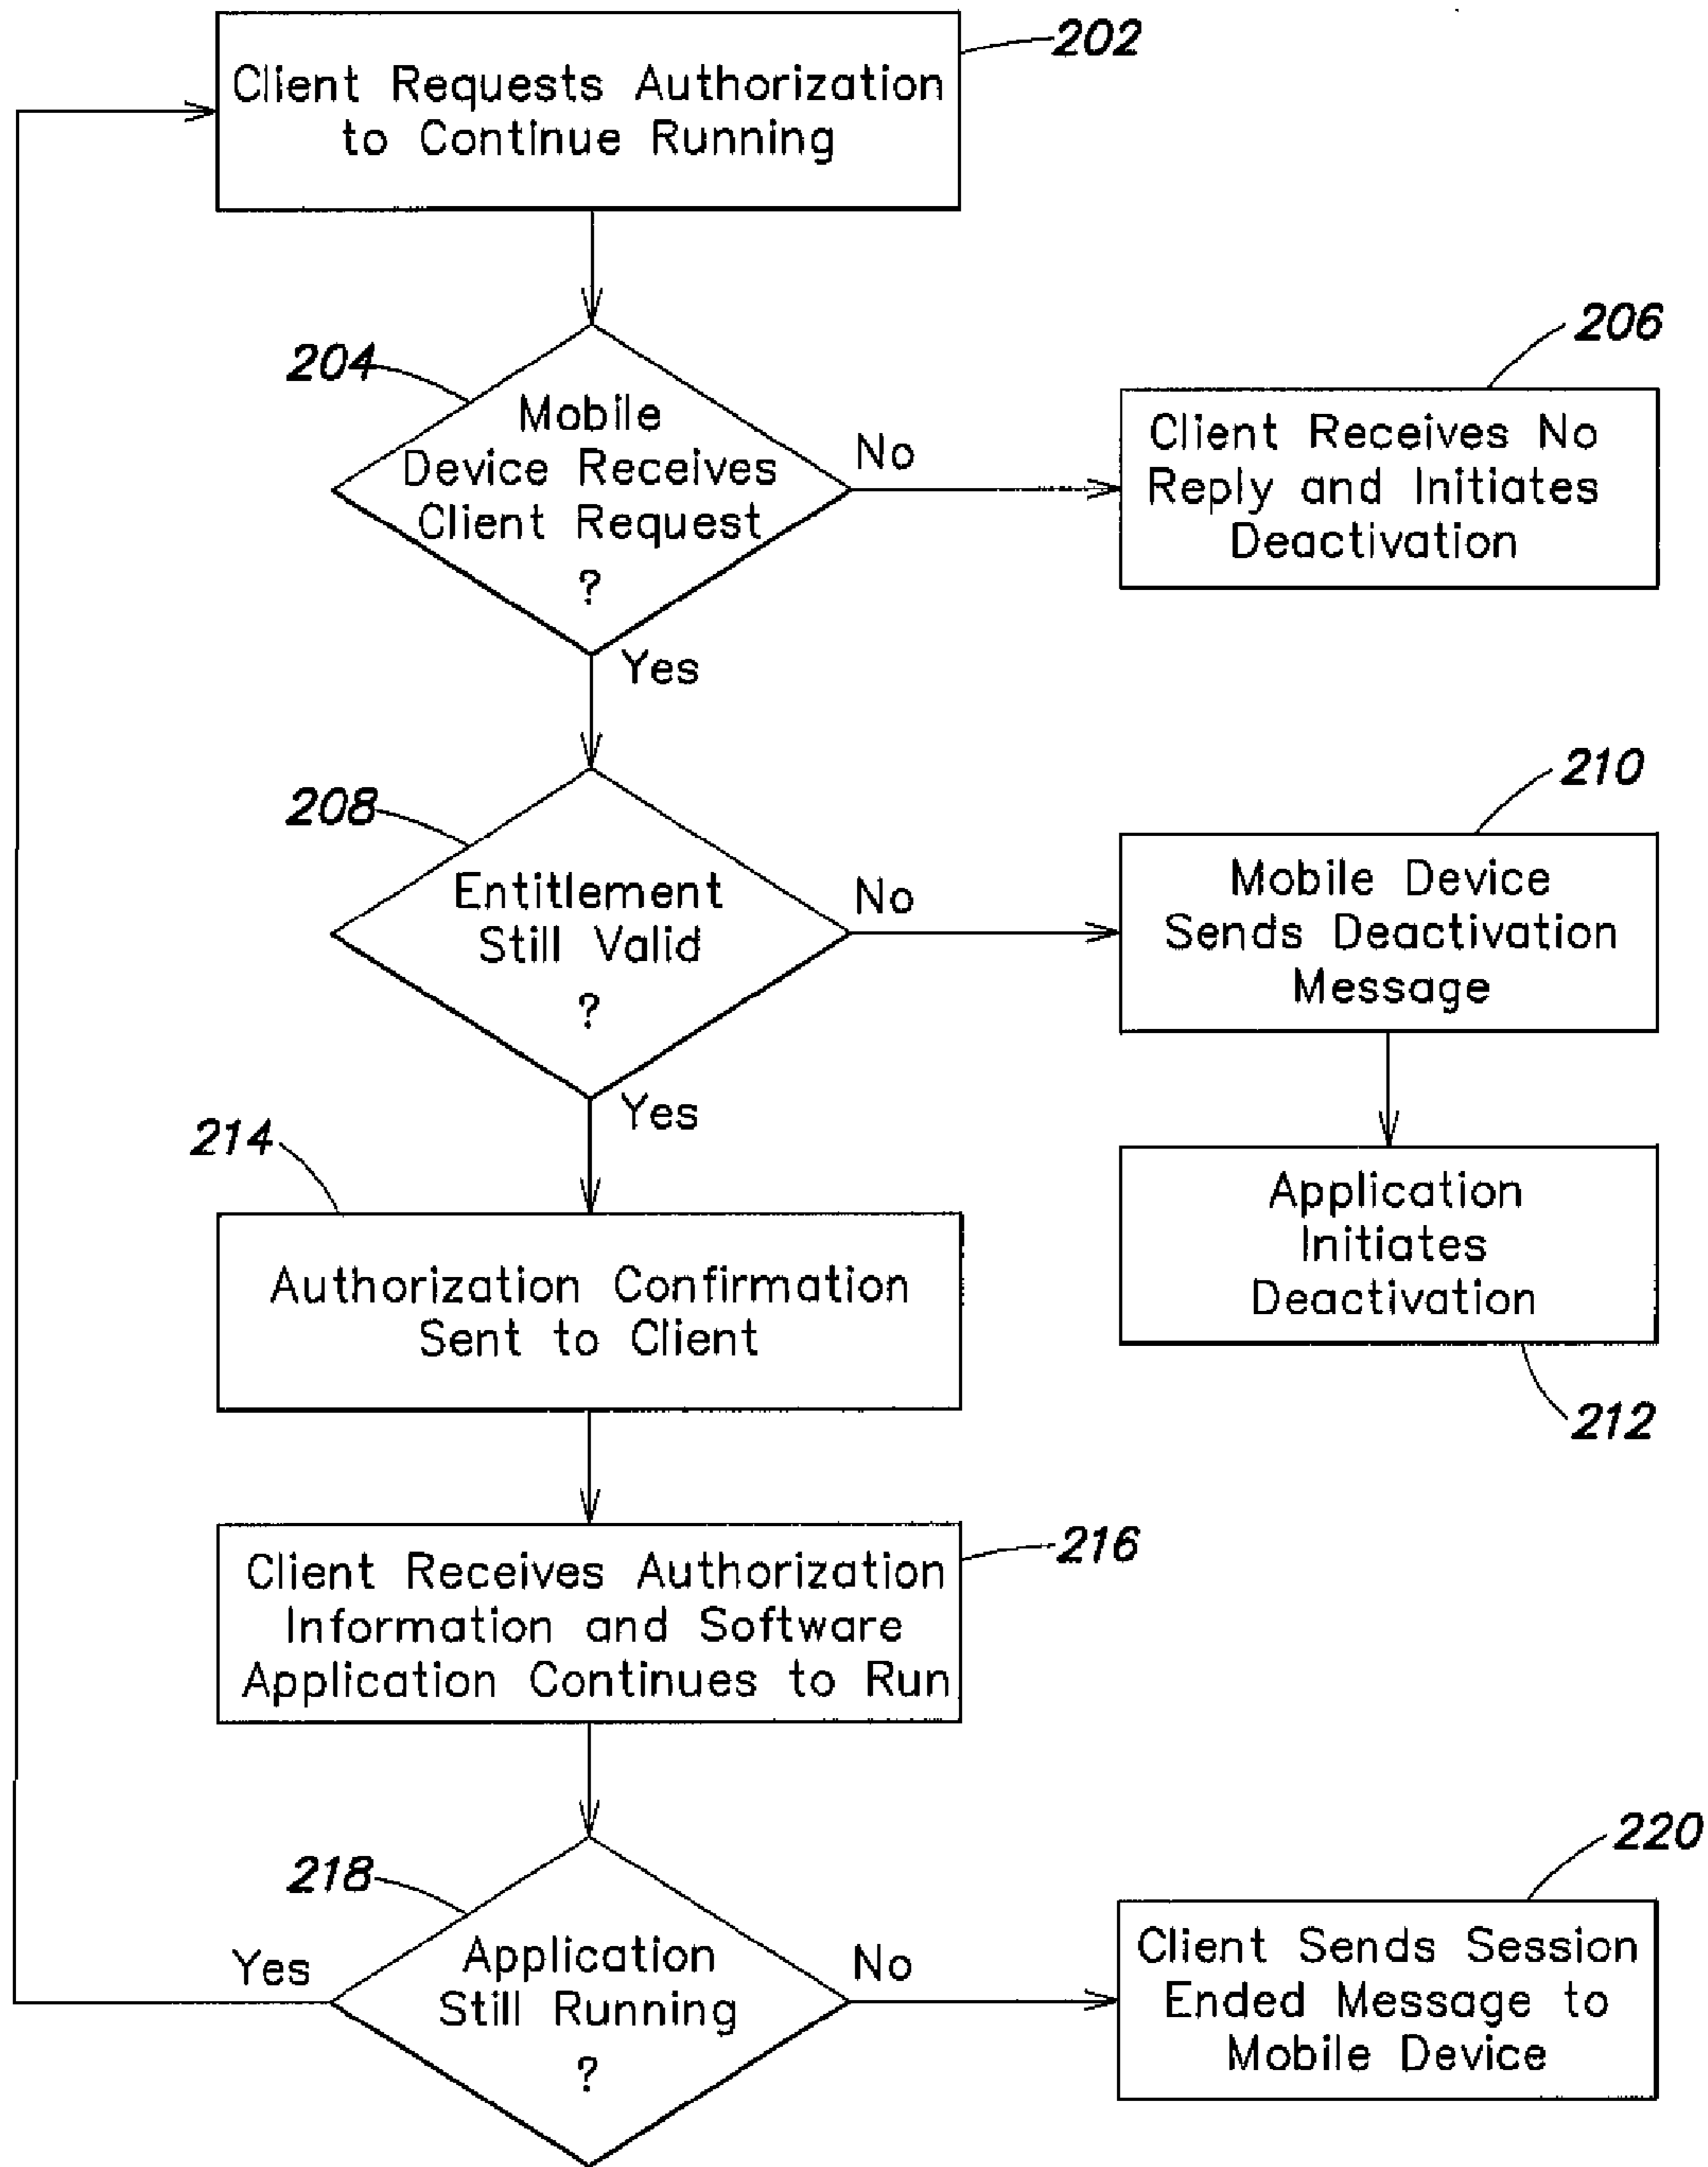 202
Client Requests Authorization
to Continue Running
204
Mobile
Device Receives
Client Request
?
No
Yes
206
Client Receives No
Reply and Initiates
Deactivation
208
Entitlement
Still Valid
?
No
Yes
210
Mobile Device
Sends Deactivation
Message
Application
Initiates
Deactivation
212
214
Authorization Confirmation
Sent to Client
216
Client Receives Authorization
Information and Software
Application Continues to Run
218
Application
Still Running
?
Yes
No
220
Client Sends Session
Ended Message to
Mobile Device